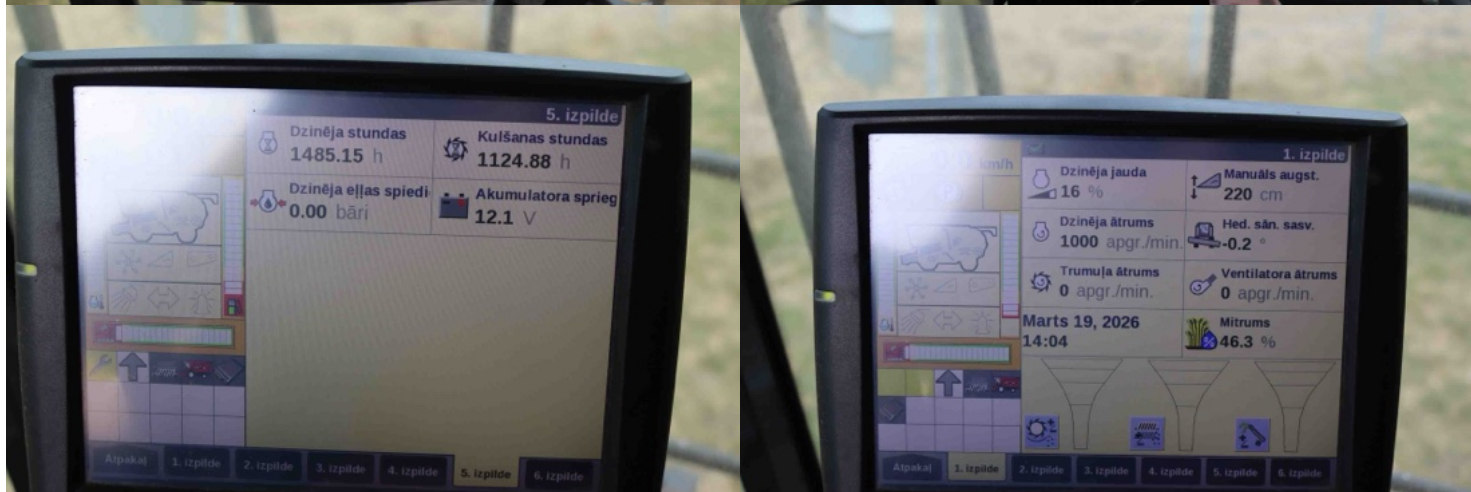 5. izpilde
Dzinēja stundas
1485.15 h
Kulšanas stundas
1124.88 h
Dzinēja eļļas spiedi
0.00 bāri
Akumulatora sprieg
12.1 V
Atpakaļ
1. izpilde
2. izpilde
3. izpilde
4. izpilde
5. izpilde
6. izpilde
km/h
1. izpilde
Dzinēja jauda
16 %
Manuāls augst.
220 cm
Dzinēja ātrums
1000 apgr./min.
Hed. sān. sasv.
-0.2 °
Trumuļa ātrums
0 apgr./min.
Ventilatora ātrums
0 apgr./min.
Marts 19, 2026
14:04
Mitrums
46.3 %
Atpakaļ
1. izpilde
2. izpilde
3. izpilde
4. izpilde
5. izpilde
6. izpilde